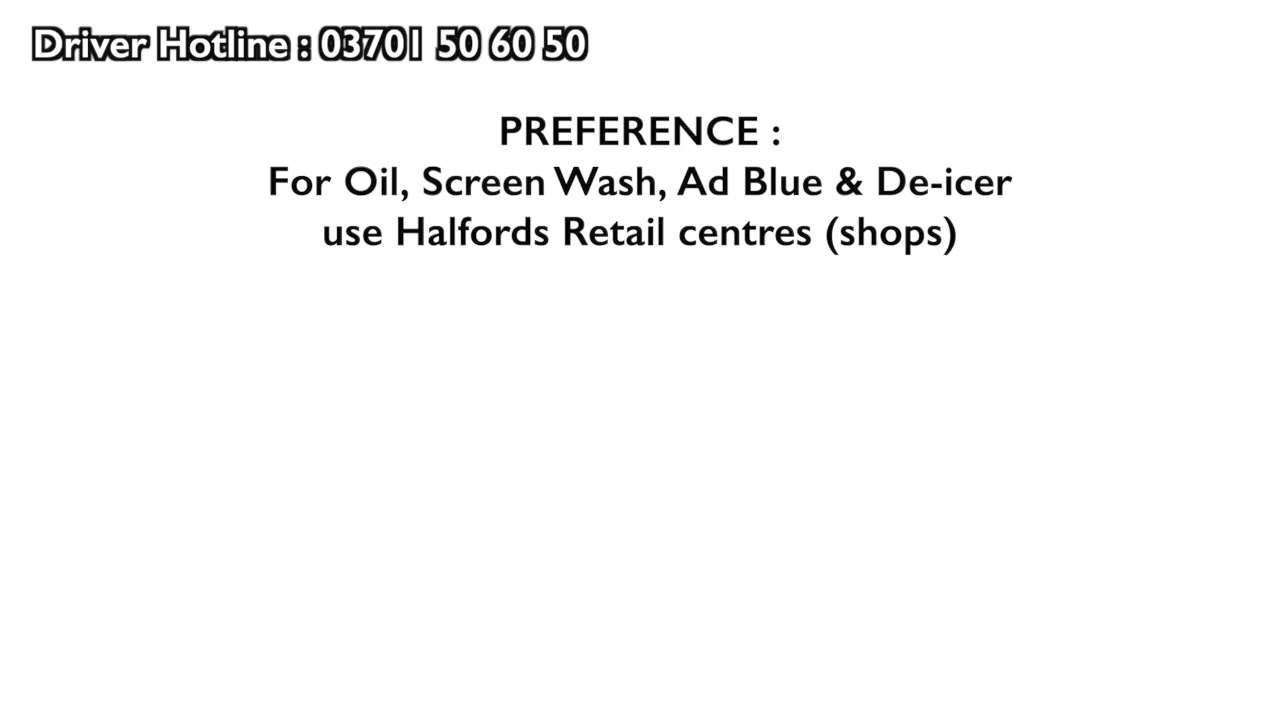 Driver Hotline : 03701 50 60 50
PREFERENCE :
For Oil, Screen Wash, Ad Blue & De-icer
use Halfords Retail centres (shops)